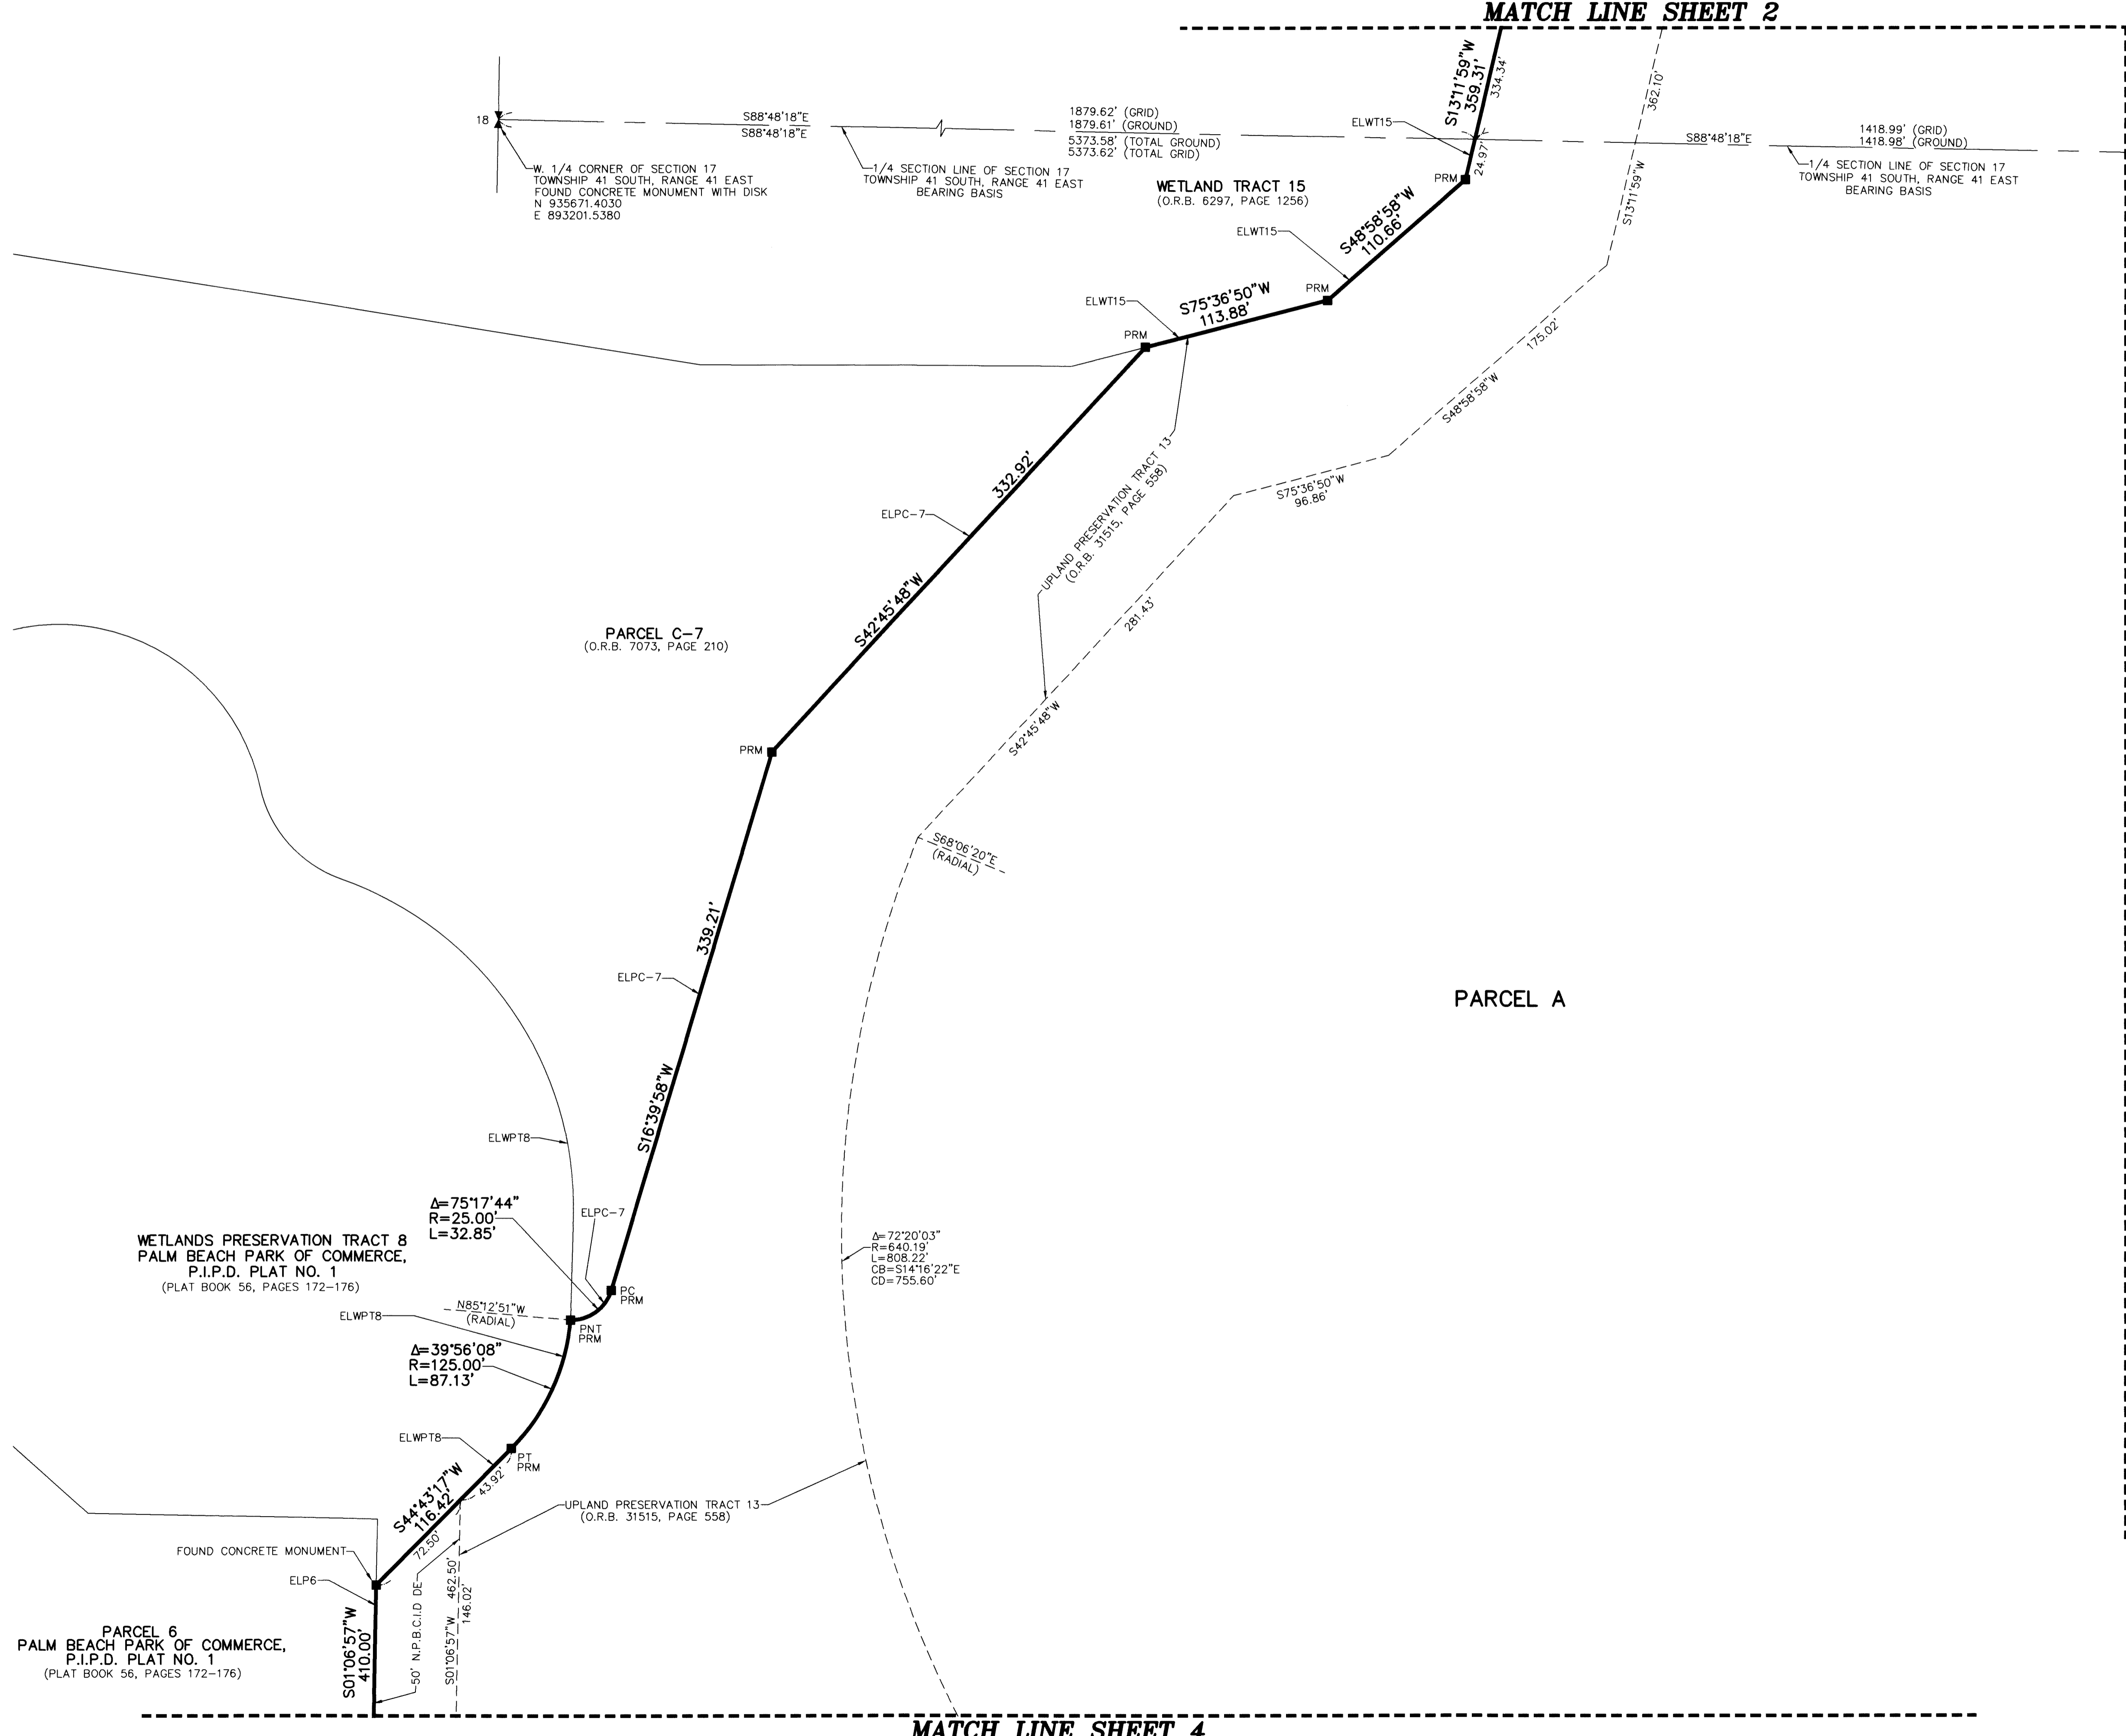 MATCH LINE SHEET 2
S13°11'59"W
359.31'
334.34'
362.10'
18
S88°48'18"E
S88°48'18"E
1879.62' (GRID)
1879.61' (GROUND)
5373.58' (TOTAL GROUND)
5373.62' (TOTAL GRID)
ELWT15
24.97'
S88°48'18"E
1418.99' (GRID)
1418.98' (GROUND)
W. 1/4 CORNER OF SECTION 17
TOWNSHIP 41 SOUTH, RANGE 41 EAST
FOUND CONCRETE MONUMENT WITH DISK
N 935671.4030
E 893201.5380
1/4 SECTION LINE OF SECTION 17
TOWNSHIP 41 SOUTH, RANGE 41 EAST
BEARING BASIS
1/4 SECTION LINE OF SECTION 17
TOWNSHIP 41 SOUTH, RANGE 41 EAST
BEARING BASIS
WETLAND TRACT 15
(O.R.B. 6297, PAGE 1256)
PRM
S13°11'59"W
S48°58'58"W
110.66'
ELWT15
PRM
ELWT15
S75°36'50"W
113.88'
PRM
175.02'
S48°58'58"W
S75°36'50"W
96.86'
332.92'
ELPC-7
S42°45'48"W
UPLAND PRESERVATION TRACT 13
(O.R.B. 31515, PAGE 558)
281.43'
S42°45'48"W
PARCEL C-7
(O.R.B. 7073, PAGE 210)
PRM
S68°06'20"E
(RADIAL)
339.21'
ELPC-7
S16°39'58"W
PARCEL A
ELWPT8
Δ=75°17'44"
R=25.00'
L=32.85'
ELPC-7
WETLANDS PRESERVATION TRACT 8
PALM BEACH PARK OF COMMERCE,
P.I.P.D. PLAT NO. 1
(PLAT BOOK 56, PAGES 172-176)
Δ=72°20'03"
R=640.19'
L=808.22'
CB=S14°16'22"E
CD=755.60'
PC
PRM
N85°12'51"W
(RADIAL)
PNT
PRM
ELWPT8
Δ=39°56'08"
R=125.00'
L=87.13'
ELWPT8
PT
PRM
S44°43'17"W
116.42'
43.92'
72.50'
UPLAND PRESERVATION TRACT 13
(O.R.B. 31515, PAGE 558)
FOUND CONCRETE MONUMENT
ELP6
S01°06'57"W
410.00'
50' N.P.B.C.I.D DE
S01°06'57"W 462.50'
146.02'
PARCEL 6
PALM BEACH PARK OF COMMERCE,
P.I.P.D. PLAT NO. 1
(PLAT BOOK 56, PAGES 172-176)
MATCH LINE SHEET 4